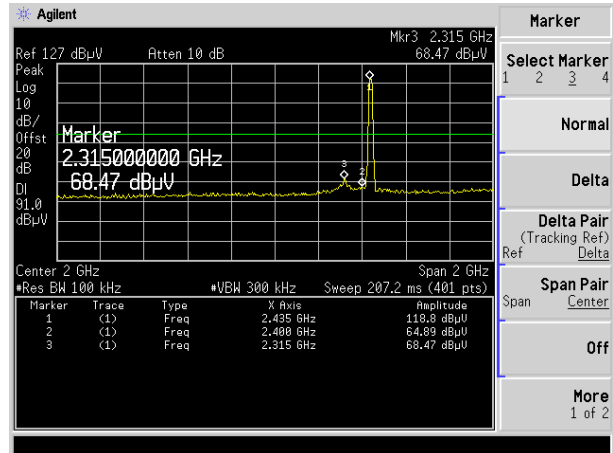 Agilent
Marker
Mkr3 2.315 GHz
Ref 127 dBµV Atten 10 dB 68.47 dBµV
Peak
Log
10
dB/
Offst
20
dB
DI
91.0
dBµV
1
3
2
Marker
2.315000000 GHz
68.47 dBµV
Center 2 GHz Span 2 GHz
#Res BW 100 kHz #VBW 300 kHz Sweep 207.2 ms (401 pts)
Marker Trace Type X Axis Amplitude
1 (1) Freq 2.435 GHz 118.8 dBµV
2 (1) Freq 2.400 GHz 64.89 dBµV
3 (1) Freq 2.315 GHz 68.47 dBµV
Select Marker
1 2 3 4
Normal
Delta
Delta Pair
(Tracking Ref)
Ref Delta
Span Pair
Span Center
Off
More
1 of 2